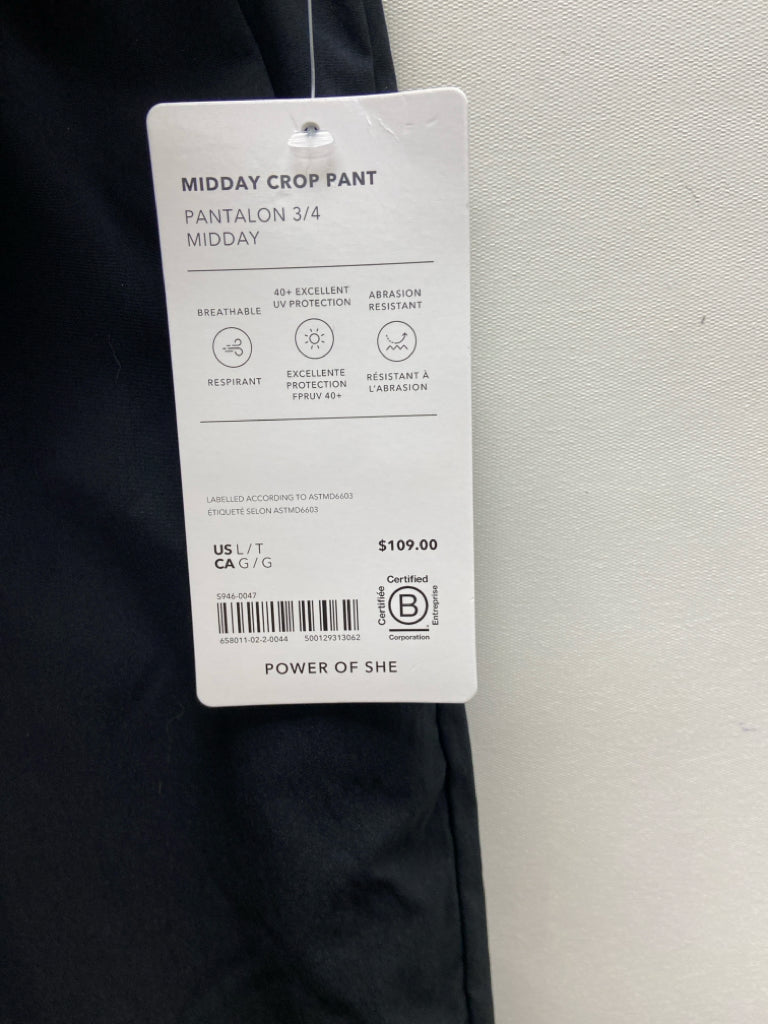 MIDDAY CROP PANT
PANTALON 3/4
MIDDAY
BREATHABLE
RESPIRANT
40+ EXCELLENT
UV PROTECTION
EXCELLENTE
PROTECTION
FPRUV 40+
ABRASION
RESISTANT
RÉSISTANT À
L'ABRASION
LABELLED ACCORDING TO ASTMD6603
ÉTIQUETÉ SELON ASTMD6603
US L / T
CA G / G
$109.00
S946-0047
658011-02-2-0044 500129313062
Certified
Certifiée
B
Entreprise
Corporation
POWER OF SHE